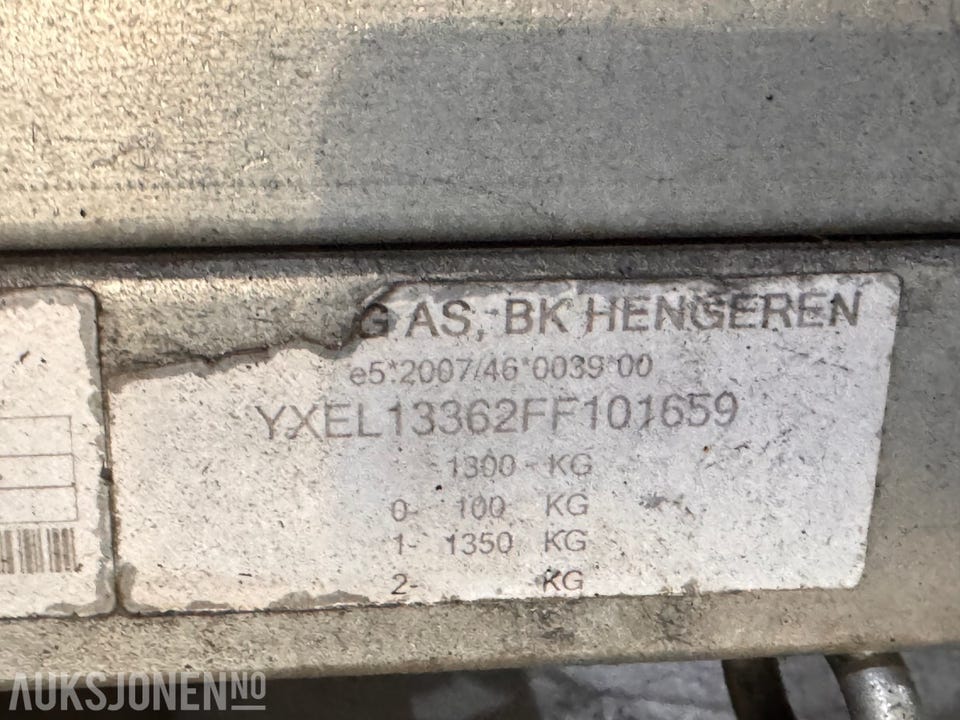 G AS, BK HENGEREN
e5*2007/46*0039*00
YXEL13362FF101659
1300 - KG
0- 100 KG
1- 1350 KG
2- KG
AUKSJONEN.NO